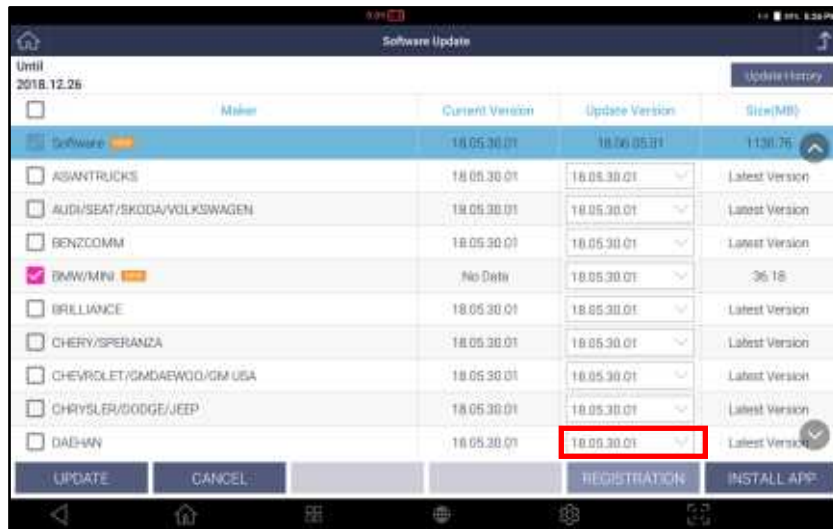 Software Update
Until
2018.12.26
Update History
Maker Current Version Update Version Size(MB)
Software 18.05.30.01 18.06.05.01 1130.76
ASIANTRUCKS 18.05.30.01 18.05.30.01 Latest Version
AUDI/SEAT/SKODA/VOLKSWAGEN 18.05.30.01 18.05.30.01 Latest Version
BENZCOMM 18.05.30.01 18.05.30.01 Latest Version
BMW/MINI No Data 18.05.30.01 36.18
BRILLIANCE 18.05.30.01 18.05.30.01 Latest Version
CHERY/SPERANZA 18.05.30.01 18.05.30.01 Latest Version
CHEVROLET/GMDAEWOO/GM USA 18.05.30.01 18.05.30.01 Latest Version
CHRYSLER/DODGE/JEEP 18.05.30.01 18.05.30.01 Latest Version
DAEHAN 18.05.30.01 18.05.30.01 Latest Version
UPDATE CANCEL REGISTRATION INSTALL APP